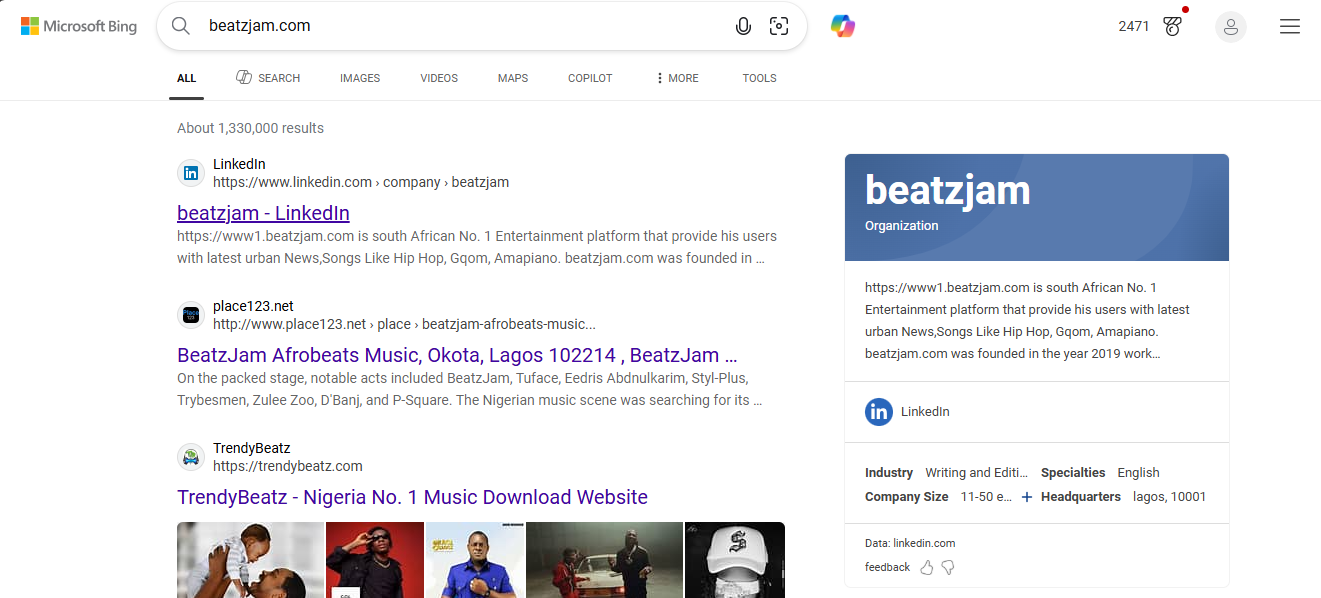 Microsoft Bing
beatzjam.com
2471
ALL
SEARCH
IMAGES
VIDEOS
MAPS
COPILOT
MORE
TOOLS
About 1,330,000 results
LinkedIn
https://www.linkedin.com › company › beatzjam
beatzjam - LinkedIn
https://www1.beatzjam.com is south African No. 1 Entertainment platform that provide his users
with latest urban News,Songs Like Hip Hop, Gqom, Amapiano. beatzjam.com was founded in …
place123.net
http://www.place123.net › place › beatzjam-afrobeats-music...
BeatzJam Afrobeats Music, Okota, Lagos 102214 , BeatzJam …
On the packed stage, notable acts included BeatzJam, Tuface, Eedris Abdnulkarim, Styl-Plus,
Trybesmen, Zulee Zoo, D'Banj, and P-Square. The Nigerian music scene was searching for its …
TrendyBeatz
https://trendybeatz.com
TrendyBeatz - Nigeria No. 1 Music Download Website
beatzjam
Organization
https://www1.beatzjam.com is south African No. 1
Entertainment platform that provide his users with latest
urban News,Songs Like Hip Hop, Gqom, Amapiano.
beatzjam.com was founded in the year 2019 work…
LinkedIn
Industry Writing and Editi… Specialties English
Company Size 11-50 e… + Headquarters lagos, 10001
Data: linkedin.com
feedback